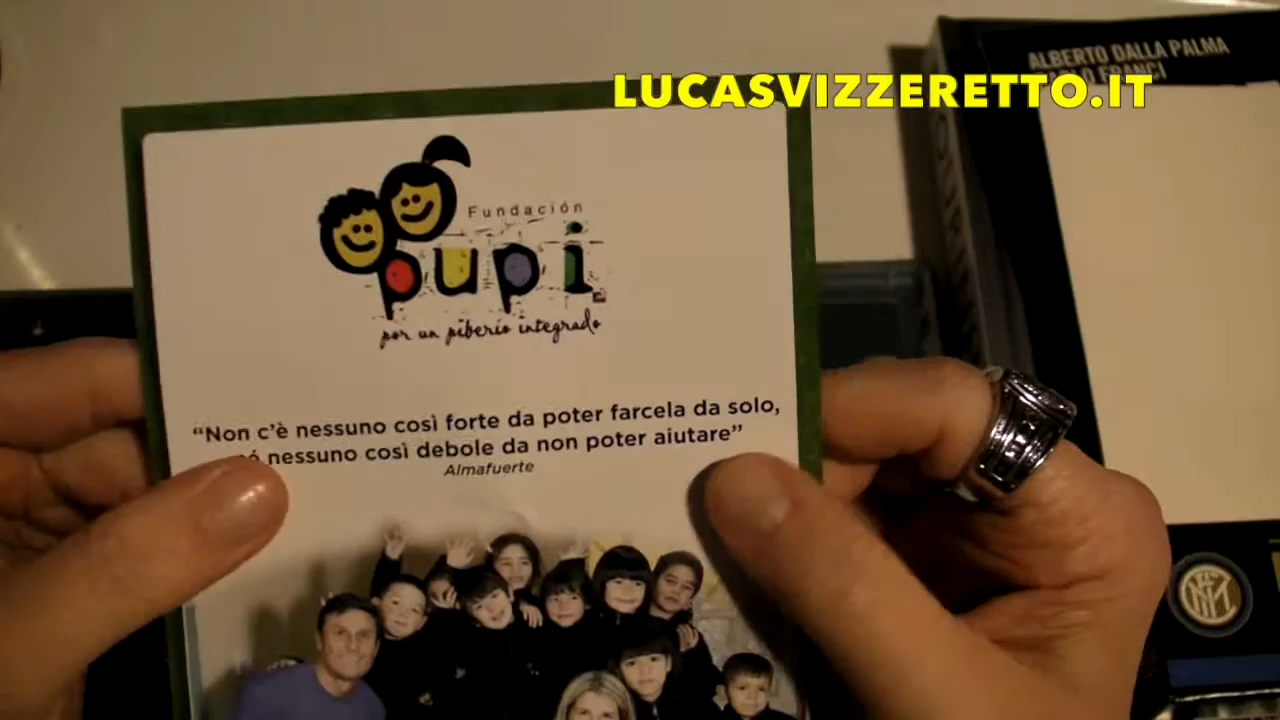 LUCASVIZZERETTO.IT
ALBERTO DALLA PALMA
FRANCI
Fundación
pupi
por un piberío integrado
“Non c’è nessuno così forte da poter farcela da solo,
nessuno così debole da non poter aiutare”
Almafuerte